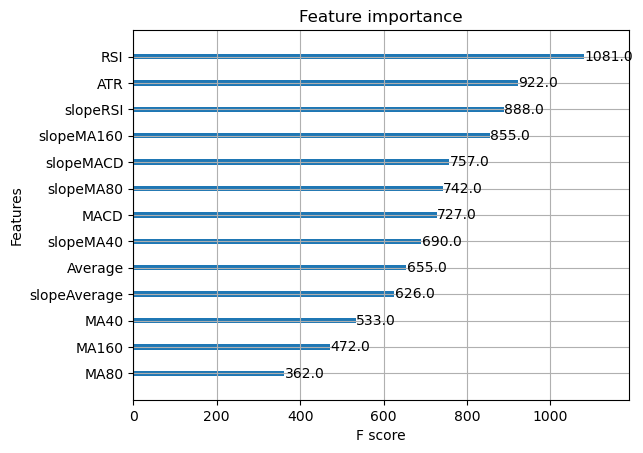 Feature importance
Features
RSI 1081.0
ATR 922.0
slopeRSI 888.0
slopeMA160 855.0
slopeMACD 757.0
slopeMA80 742.0
MACD 727.0
slopeMA40 690.0
Average 655.0
slopeAverage 626.0
MA40 533.0
MA160 472.0
MA80 362.0
0 200 400 600 800 1000
F score